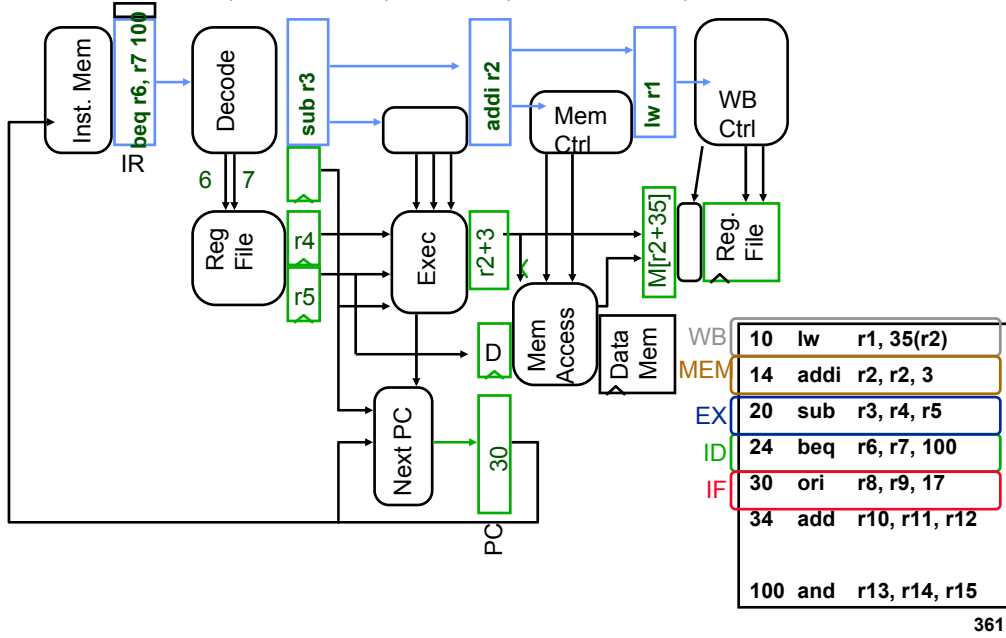 Inst. Mem
beq r6, r7 100
IR
Decode
6 7
Reg
File
sub r3
r4
r5
Exec
addi r2
r2+3
X
Mem
Ctrl
lw r1
WB
Ctrl
M[r2+35]
Reg.
File
Mem
Access
Data
Mem
D
Next PC
30
PC
WB 10 lw r1, 35(r2)
MEM 14 addi r2, r2, 3
EX 20 sub r3, r4, r5
ID 24 beq r6, r7, 100
IF 30 ori r8, r9, 17
34 add r10, r11, r12
100 and r13, r14, r15
361